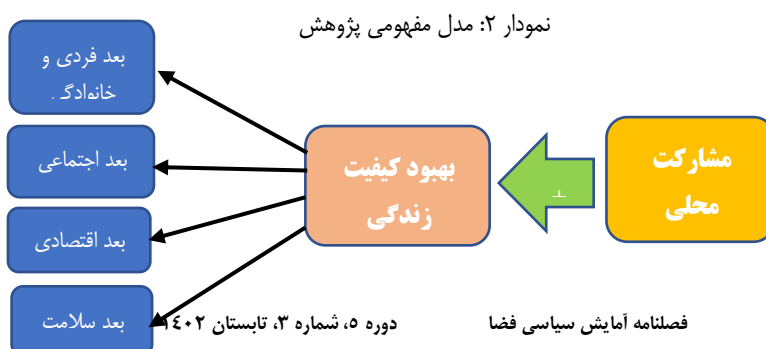 نمودار ۲: مدل مفهومی پژوهش
مشارکت
محلی
بهبود کیفیت
زندگی
بعد فردی و
خانوادگی
بعد اجتماعی
بعد اقتصادی
بعد سلامت
فصلنامه آمایش سیاسی فضا
دوره ۵، شماره ۳، تابستان ۱۴۰۲